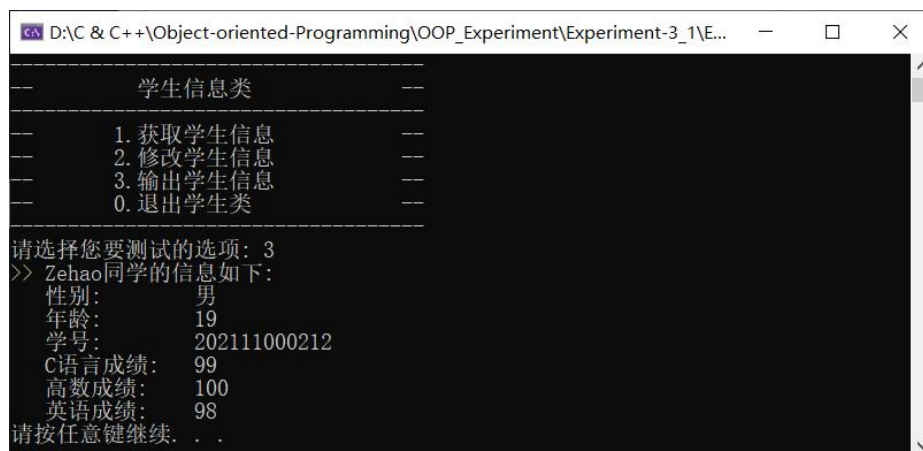 D:\C & C++\Object-oriented-Programming\OOP_Experiment\Experiment-3_1\E...
------------------------------------
-- 学生信息类 --
------------------------------------
-- 1.获取学生信息 --
-- 2.修改学生信息 --
-- 3.输出学生信息 --
-- 0.退出学生类 --
------------------------------------
请选择您要测试的选项: 3
>> Zehao同学的信息如下:
性别: 男
年龄: 19
学号: 202111000212
C语言成绩: 99
高数成绩: 100
英语成绩: 98
请按任意键继续. . .